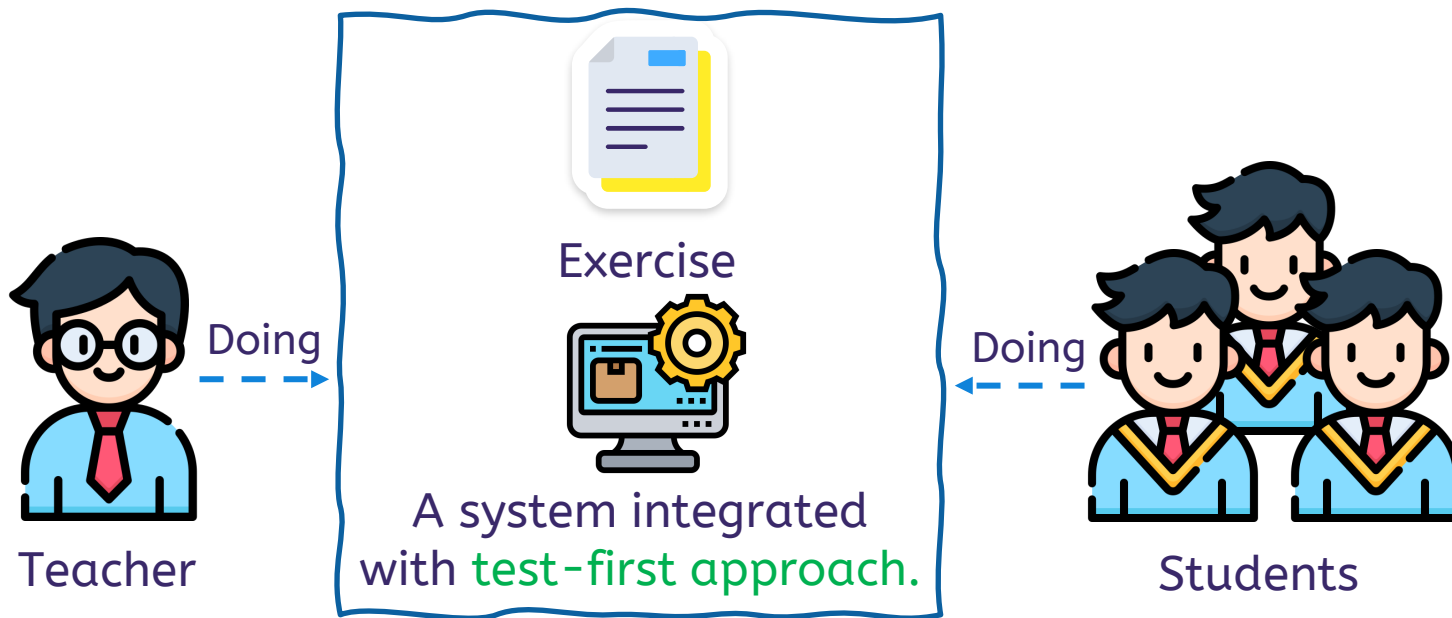 Exercise
Doing
Doing
A system integrated
with test-first approach.
Teacher
Students